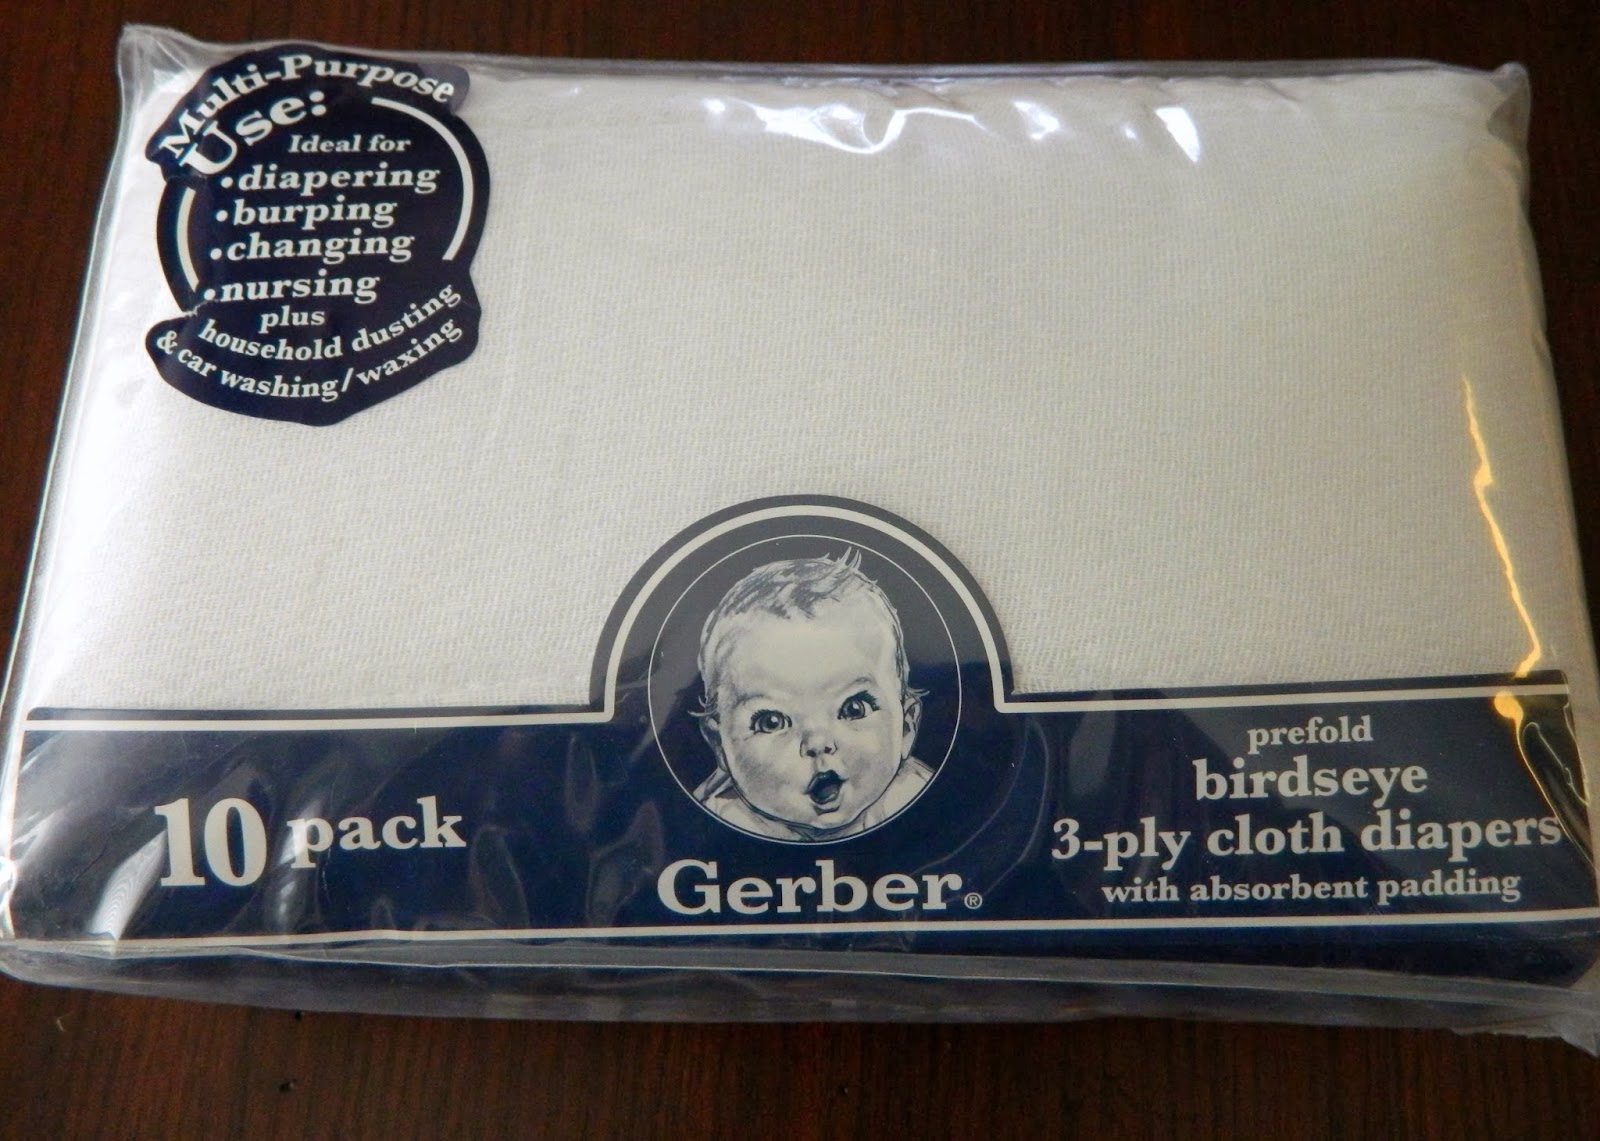 Multi-Purpose
Use:
Ideal for
•diapering
•burping
•changing
•nursing
plus
household dusting
& car washing/waxing
10 pack
Gerber®
prefold
birdseye
3-ply cloth diapers
with absorbent padding